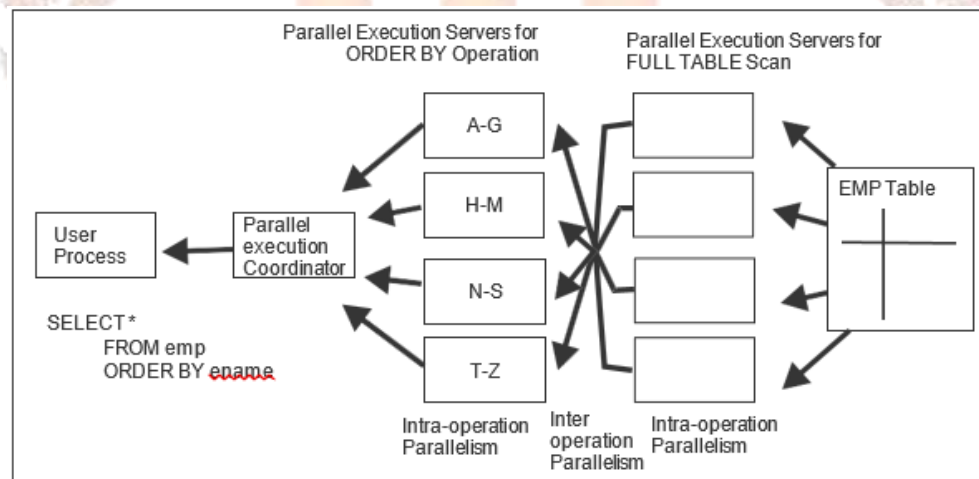 Parallel Execution Servers for
ORDER BY Operation
Parallel Execution Servers for
FULL TABLE Scan
A-G
H-M
N-S
T-Z
EMP Table
User
Process
Parallel
execution
Coordinator
SELECT *
FROM emp
ORDER BY ename
Intra-operation
Parallelism
Inter
operation
Parallelism
Intra-operation
Parallelism